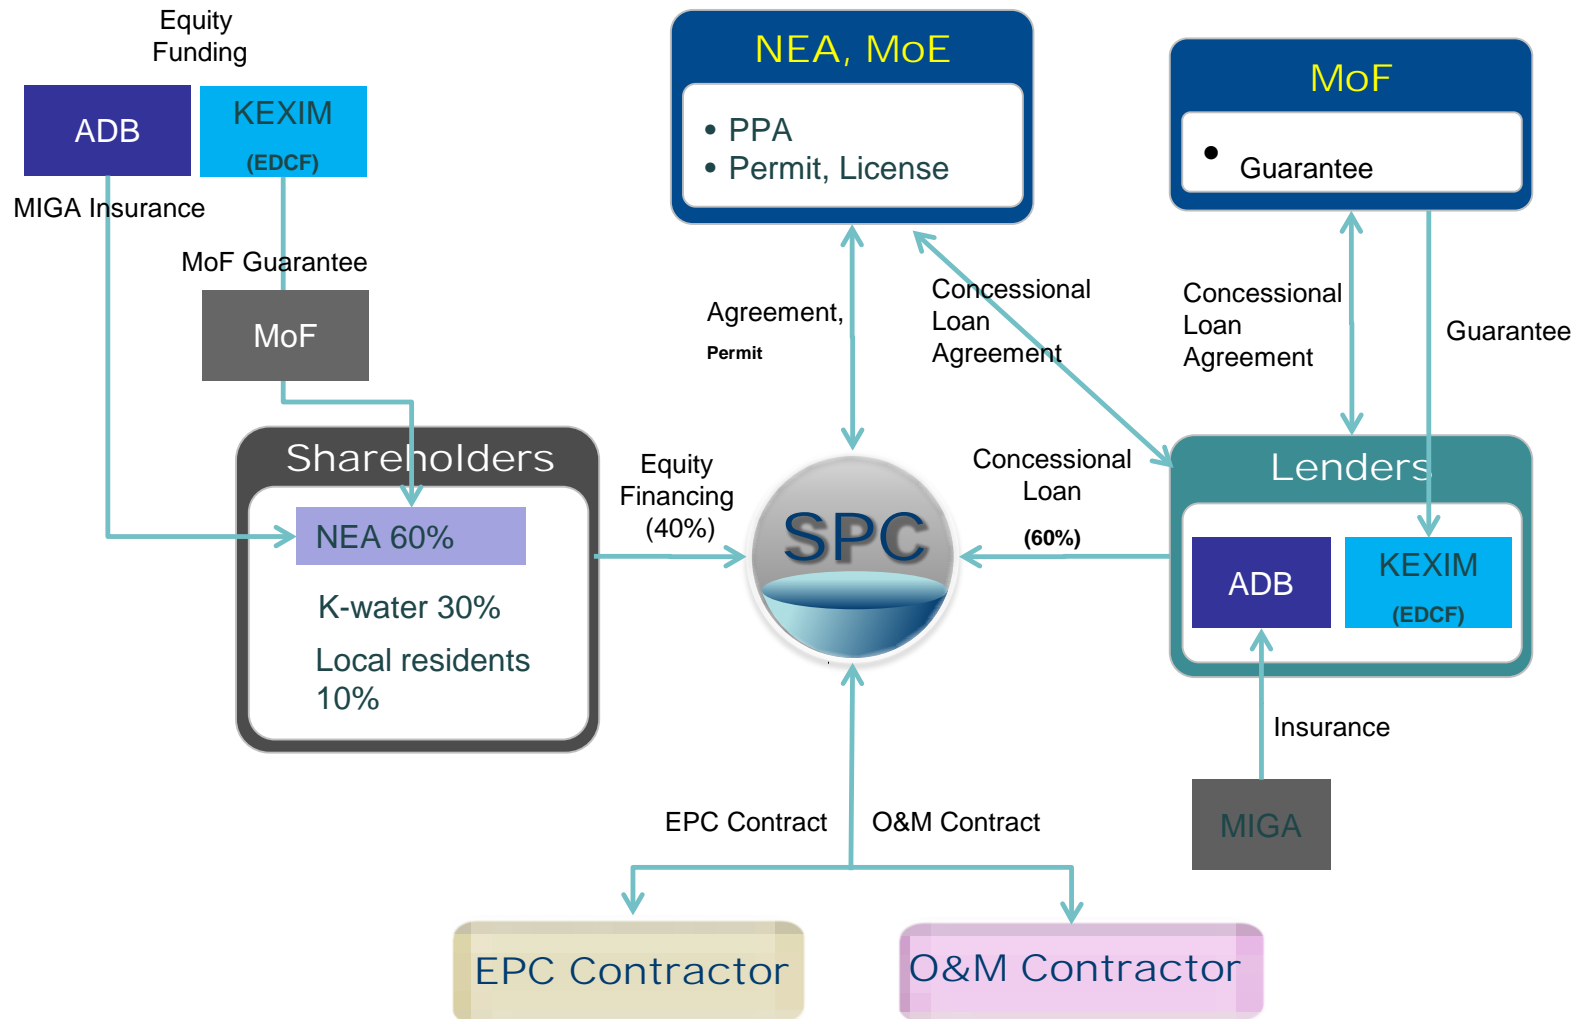 Equity
Funding
ADB
KEXIM
(EDCF)
MIGA Insurance
MoF Guarantee
MoF
NEA, MoE
• PPA
• Permit, License
MoF
• Guarantee
Agreement,
Permit
Concessional
Loan
Agreement
Concessional
Loan
Agreement
Guarantee
Shareholders
NEA 60%
K-water 30%
Local residents
10%
Equity
Financing
(40%)
SPC
Concessional
Loan
(60%)
Lenders
ADB
KEXIM
(EDCF)
Insurance
MIGA
EPC Contract
O&M Contract
EPC Contractor
O&M Contractor